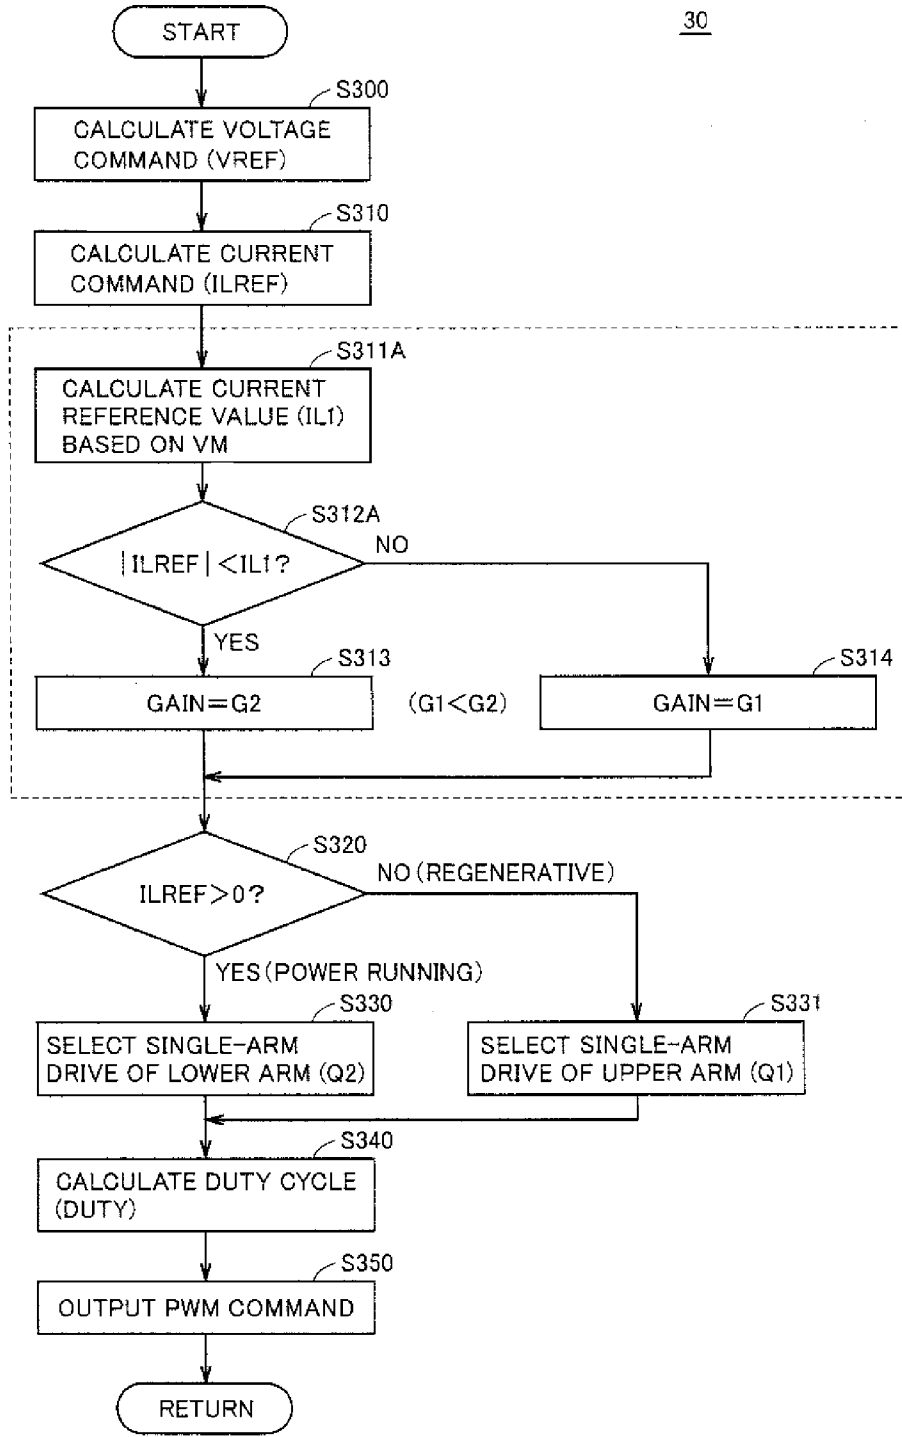 START
30
S300
CALCULATE VOLTAGE
COMMAND (VREF)
S310
CALCULATE CURRENT
COMMAND (ILREF)
S311A
CALCULATE CURRENT
REFERENCE VALUE (IL1)
BASED ON VM
S312A
|ILREF|<IL1?
NO
YES
S313
GAIN=G2
(G1<G2)
S314
GAIN=G1
S320
ILREF>0?
NO (REGENERATIVE)
YES (POWER RUNNING)
S330
SELECT SINGLE-ARM
DRIVE OF LOWER ARM (Q2)
S331
SELECT SINGLE-ARM
DRIVE OF UPPER ARM (Q1)
S340
CALCULATE DUTY CYCLE
(DUTY)
S350
OUTPUT PWM COMMAND
RETURN